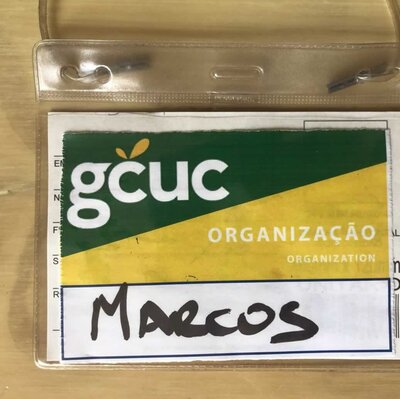 gcuc
ORGANIZAÇÃO
ORGANIZATION
MARCOS